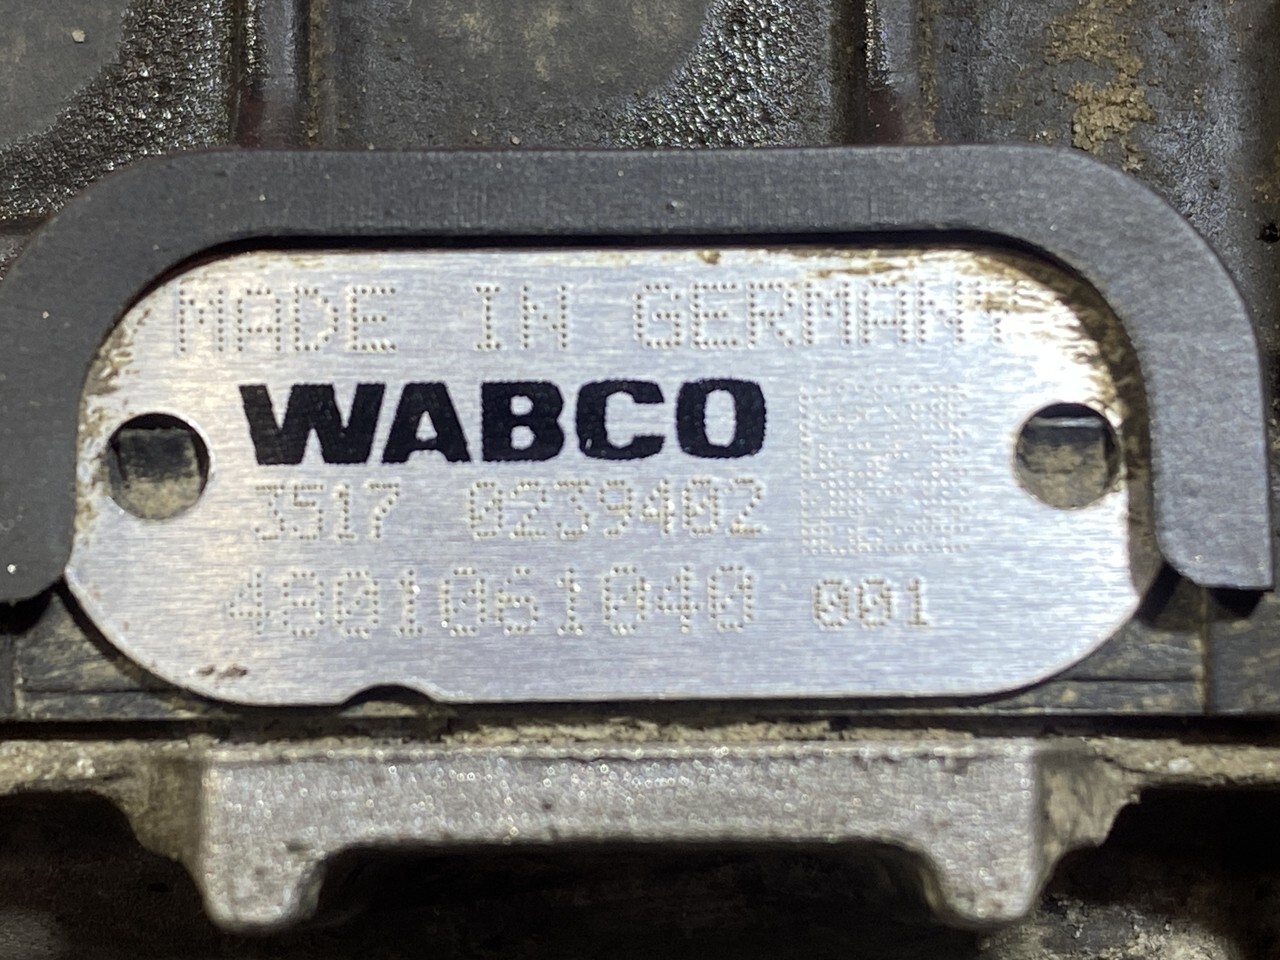 MADE IN GERMANY
WABCO
3517 0239402
4801061040 001